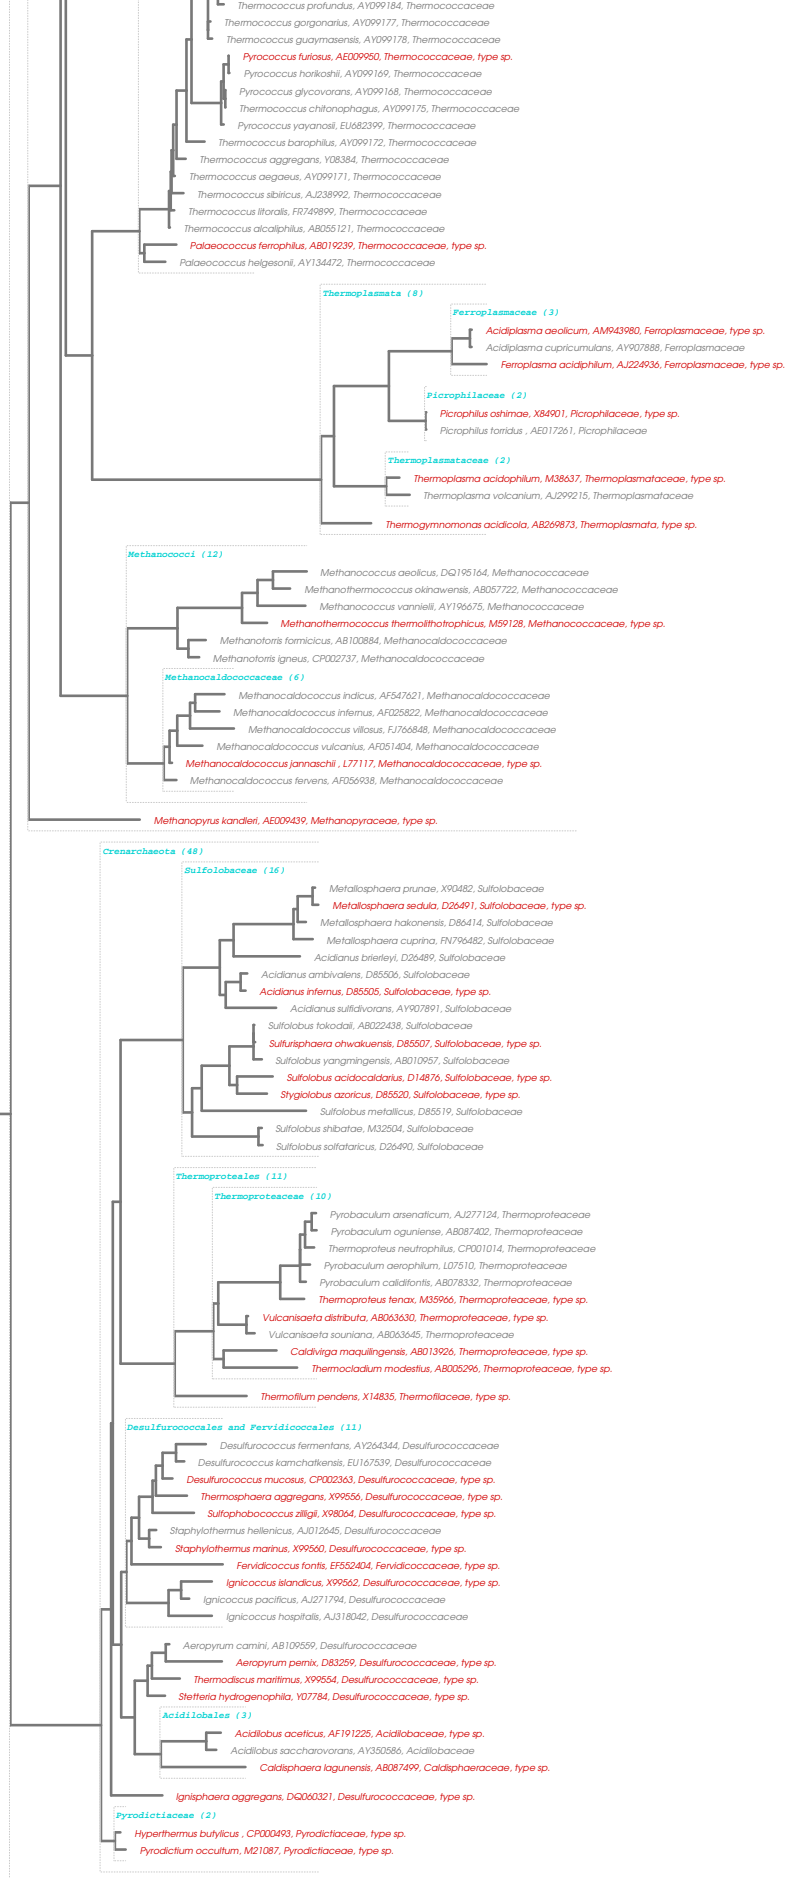 Thermococcus profundus, AY099184, Thermococcaceae
Thermococcus gorgonarius, AY099177, Thermococcaceae
Thermococcus guaymasensis, AY099178, Thermococcaceae
Pyrococcus furiosus, AE009950, Thermococcaceae, type sp.
Pyrococcus horikoshii, AY099169, Thermococcaceae
Pyrococcus glycovorans, AY099168, Thermococcaceae
Thermococcus chitonophagus, AY099175, Thermococcaceae
Pyrococcus yayanosii, EU682399, Thermococcaceae
Thermococcus barophilus, AY099172, Thermococcaceae
Thermococcus aggregans, Y08384, Thermococcaceae
Thermococcus aegaeus, AY099171, Thermococcaceae
Thermococcus sibiricus, AJ238992, Thermococcaceae
Thermococcus litoralis, FR749899, Thermococcaceae
Thermococcus alcaliphilus, AB055121, Thermococcaceae
Palaeococcus ferrophilus, AB019239, Thermococcaceae, type sp.
Palaeococcus helgesonii, AY134472, Thermococcaceae
Thermoplasmata (8)
Ferroplasmaceae (3)
Acidiplasma aeolicum, AM943980, Ferroplasmaceae, type sp.
Acidiplasma cupricumulans, AY907888, Ferroplasmaceae
Ferroplasma acidiphilum, AJ224936, Ferroplasmaceae, type sp.
Picrophilaceae (2)
Picrophilus oshimae, X84901, Picrophilaceae, type sp.
Picrophilus torridus , AE017261, Picrophilaceae
Thermoplasmataceae (2)
Thermoplasma acidophilum, M38637, Thermoplasmataceae, type sp.
Thermoplasma volcanium, AJ299215, Thermoplasmataceae
Thermogymnomonas acidicola, AB269873, Thermoplasmata, type sp.
Methanococci (12)
Methanococcus aeolicus, DQ195164, Methanococcaceae
Methanothermococcus okinawensis, AB057722, Methanococcaceae
Methanococcus vannielii, AY196675, Methanococcaceae
Methanothermococcus thermolithotrophicus, M59128, Methanococcaceae, type sp.
Methanotorris formicicus, AB100884, Methanocaldococcaceae
Methanotorris igneus, CP002737, Methanocaldococcaceae
Methanocaldococcaceae (6)
Methanocaldococcus indicus, AF547621, Methanocaldococcaceae
Methanocaldococcus infernus, AF025822, Methanocaldococcaceae
Methanocaldococcus villosus, FJ766848, Methanocaldococcaceae
Methanocaldococcus vulcanius, AF051404, Methanocaldococcaceae
Methanocaldococcus jannaschii , L77117, Methanocaldococcaceae, type sp.
Methanocaldococcus fervens, AF056938, Methanocaldococcaceae
Methanopyrus kandleri, AE009439, Methanopyraceae, type sp.
Crenarchaeota (48)
Sulfolobaceae (16)
Metallosphaera prunae, X90482, Sulfolobaceae
Metallosphaera sedula, D26491, Sulfolobaceae, type sp.
Metallosphaera hakonensis, D86414, Sulfolobaceae
Metallosphaera cuprina, FN796482, Sulfolobaceae
Acidianus brierleyi, D26489, Sulfolobaceae
Acidianus ambivalens, D85506, Sulfolobaceae
Acidianus infernus, D85505, Sulfolobaceae, type sp.
Acidianus sulfidivorans, AY907891, Sulfolobaceae
Sulfolobus tokodaii, AB022438, Sulfolobaceae
Sulfurisphaera ohwakuensis, D85507, Sulfolobaceae, type sp.
Sulfolobus yangmingensis, AB010957, Sulfolobaceae
Sulfolobus acidocaldarius, D14876, Sulfolobaceae, type sp.
Stygiolobus azoricus, D85520, Sulfolobaceae, type sp.
Sulfolobus metallicus, D85519, Sulfolobaceae
Sulfolobus shibatae, M32504, Sulfolobaceae
Sulfolobus solfataricus, D26490, Sulfolobaceae
Thermoproteales (11)
Thermoproteaceae (10)
Pyrobaculum arsenaticum, AJ277124, Thermoproteaceae
Pyrobaculum oguniense, AB087402, Thermoproteaceae
Thermoproteus neutrophilus, CP001014, Thermoproteaceae
Pyrobaculum aerophilum, L07510, Thermoproteaceae
Pyrobaculum calidifontis, AB078332, Thermoproteaceae
Thermoproteus tenax, M35966, Thermoproteaceae, type sp.
Vulcanisaeta distributa, AB063630, Thermoproteaceae, type sp.
Vulcanisaeta souniana, AB063645, Thermoproteaceae
Caldivirga maquilingensis, AB013926, Thermoproteaceae, type sp.
Thermocladium modestius, AB005296, Thermoproteaceae, type sp.
Thermofilum pendens, X14835, Thermofilaceae, type sp.
Desulfurococcales and Fervidicoccales (11)
Desulfurococcus fermentans, AY264344, Desulfurococcaceae
Desulfurococcus kamchatkensis, EU167539, Desulfurococcaceae
Desulfurococcus mucosus, CP002363, Desulfurococcaceae, type sp.
Thermosphaera aggregans, X99556, Desulfurococcaceae, type sp.
Sulfophobococcus zilligii, X98064, Desulfurococcaceae, type sp.
Staphylothermus hellenicus, AJ012645, Desulfurococcaceae
Staphylothermus marinus, X99560, Desulfurococcaceae, type sp.
Fervidicoccus fontis, EF552404, Fervidicoccaceae, type sp.
Ignicoccus islandicus, X99562, Desulfurococcaceae, type sp.
Ignicoccus pacificus, AJ271794, Desulfurococcaceae
Ignicoccus hospitalis, AJ318042, Desulfurococcaceae
Aeropyrum camini, AB109559, Desulfurococcaceae
Aeropyrum pernix, D83259, Desulfurococcaceae, type sp.
Thermodiscus maritimus, X99554, Desulfurococcaceae, type sp.
Stetteria hydrogenophila, Y07784, Desulfurococcaceae, type sp.
Acidilobales (3)
Acidilobus aceticus, AF191225, Acidilobaceae, type sp.
Acidilobus saccharovorans, AY350586, Acidilobaceae
Caldisphaera lagunensis, AB087499, Caldisphaeraceae, type sp.
Ignisphaera aggregans, DQ060321, Desulfurococcaceae, type sp.
Pyrodictiaceae (2)
Hyperthermus butylicus , CP000493, Pyrodictiaceae, type sp.
Pyrodictium occultum, M21087, Pyrodictiaceae, type sp.